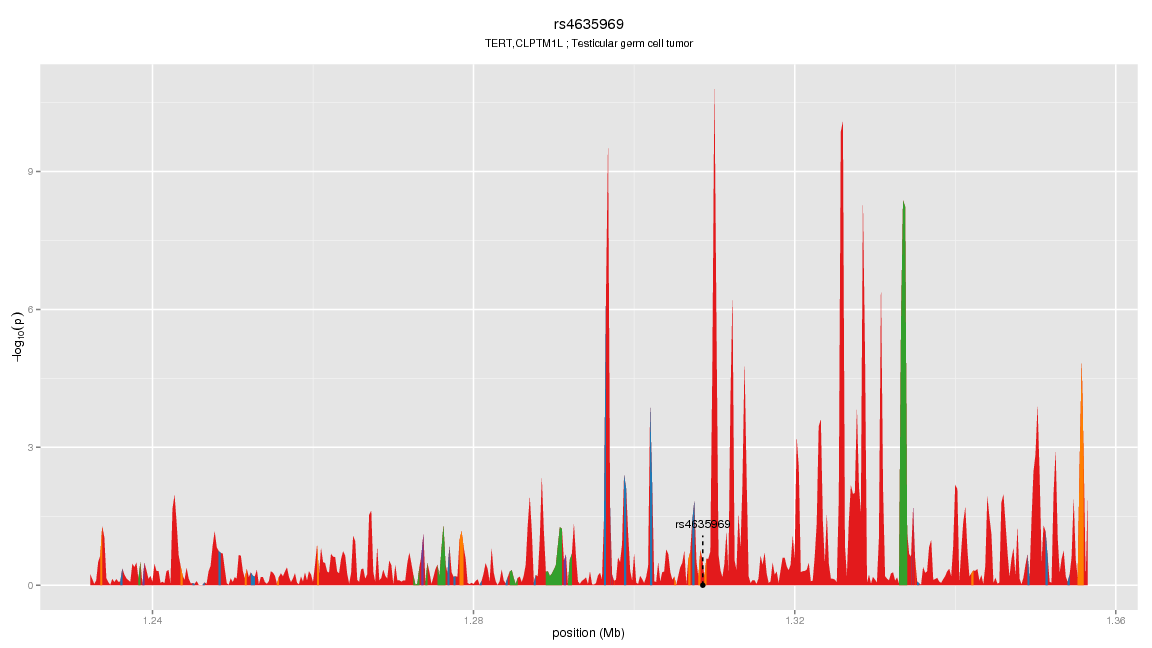 rs4635969
TERT,CLPTM1L ; Testicular germ cell tumor
9
6
3
0
−log10(p)
rs4635969
1.24
1.28
1.32
1.36
position (Mb)